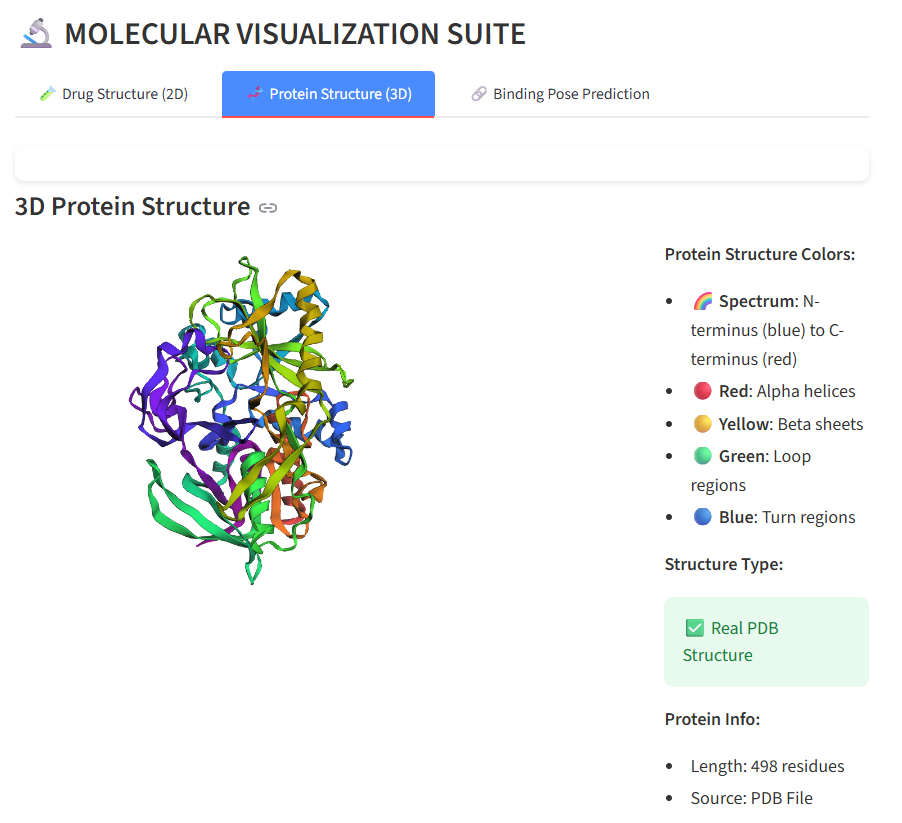 MOLECULAR VISUALIZATION SUITE
Drug Structure (2D)
Protein Structure (3D)
Binding Pose Prediction
3D Protein Structure
Protein Structure Colors:
Spectrum: N-
terminus (blue) to C-
terminus (red)
Red: Alpha helices
Yellow: Beta sheets
Green: Loop
regions
Blue: Turn regions
Structure Type:
Real PDB
Structure
Protein Info:
Length: 498 residues
Source: PDB File